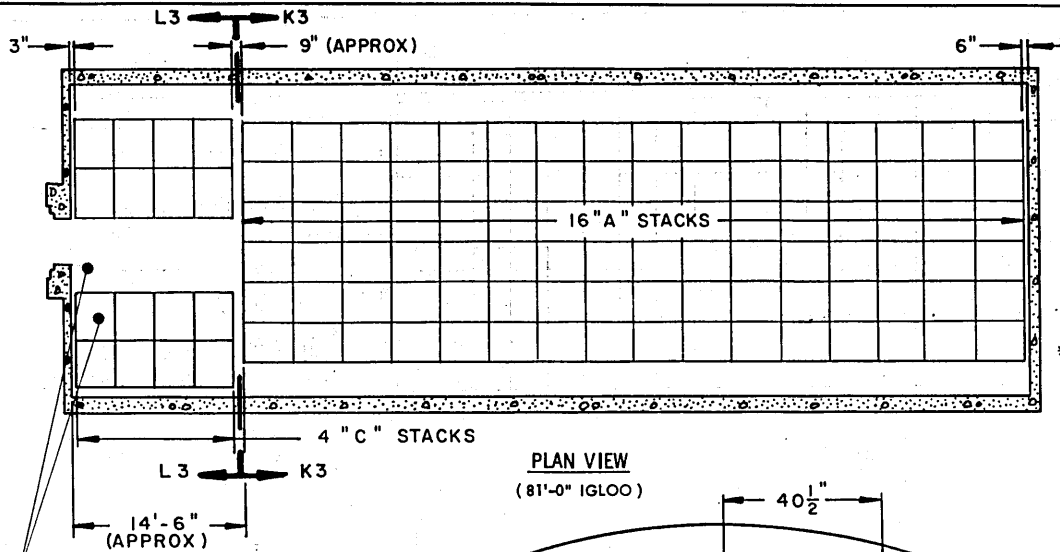 L3 K3
3" 9" (APPROX) 6"
16 "A" STACKS
4 "C" STACKS
L3 K3
PLAN VIEW
(81'-0" IGLOO)
40 1/2"
14'-6"
(APPROX)